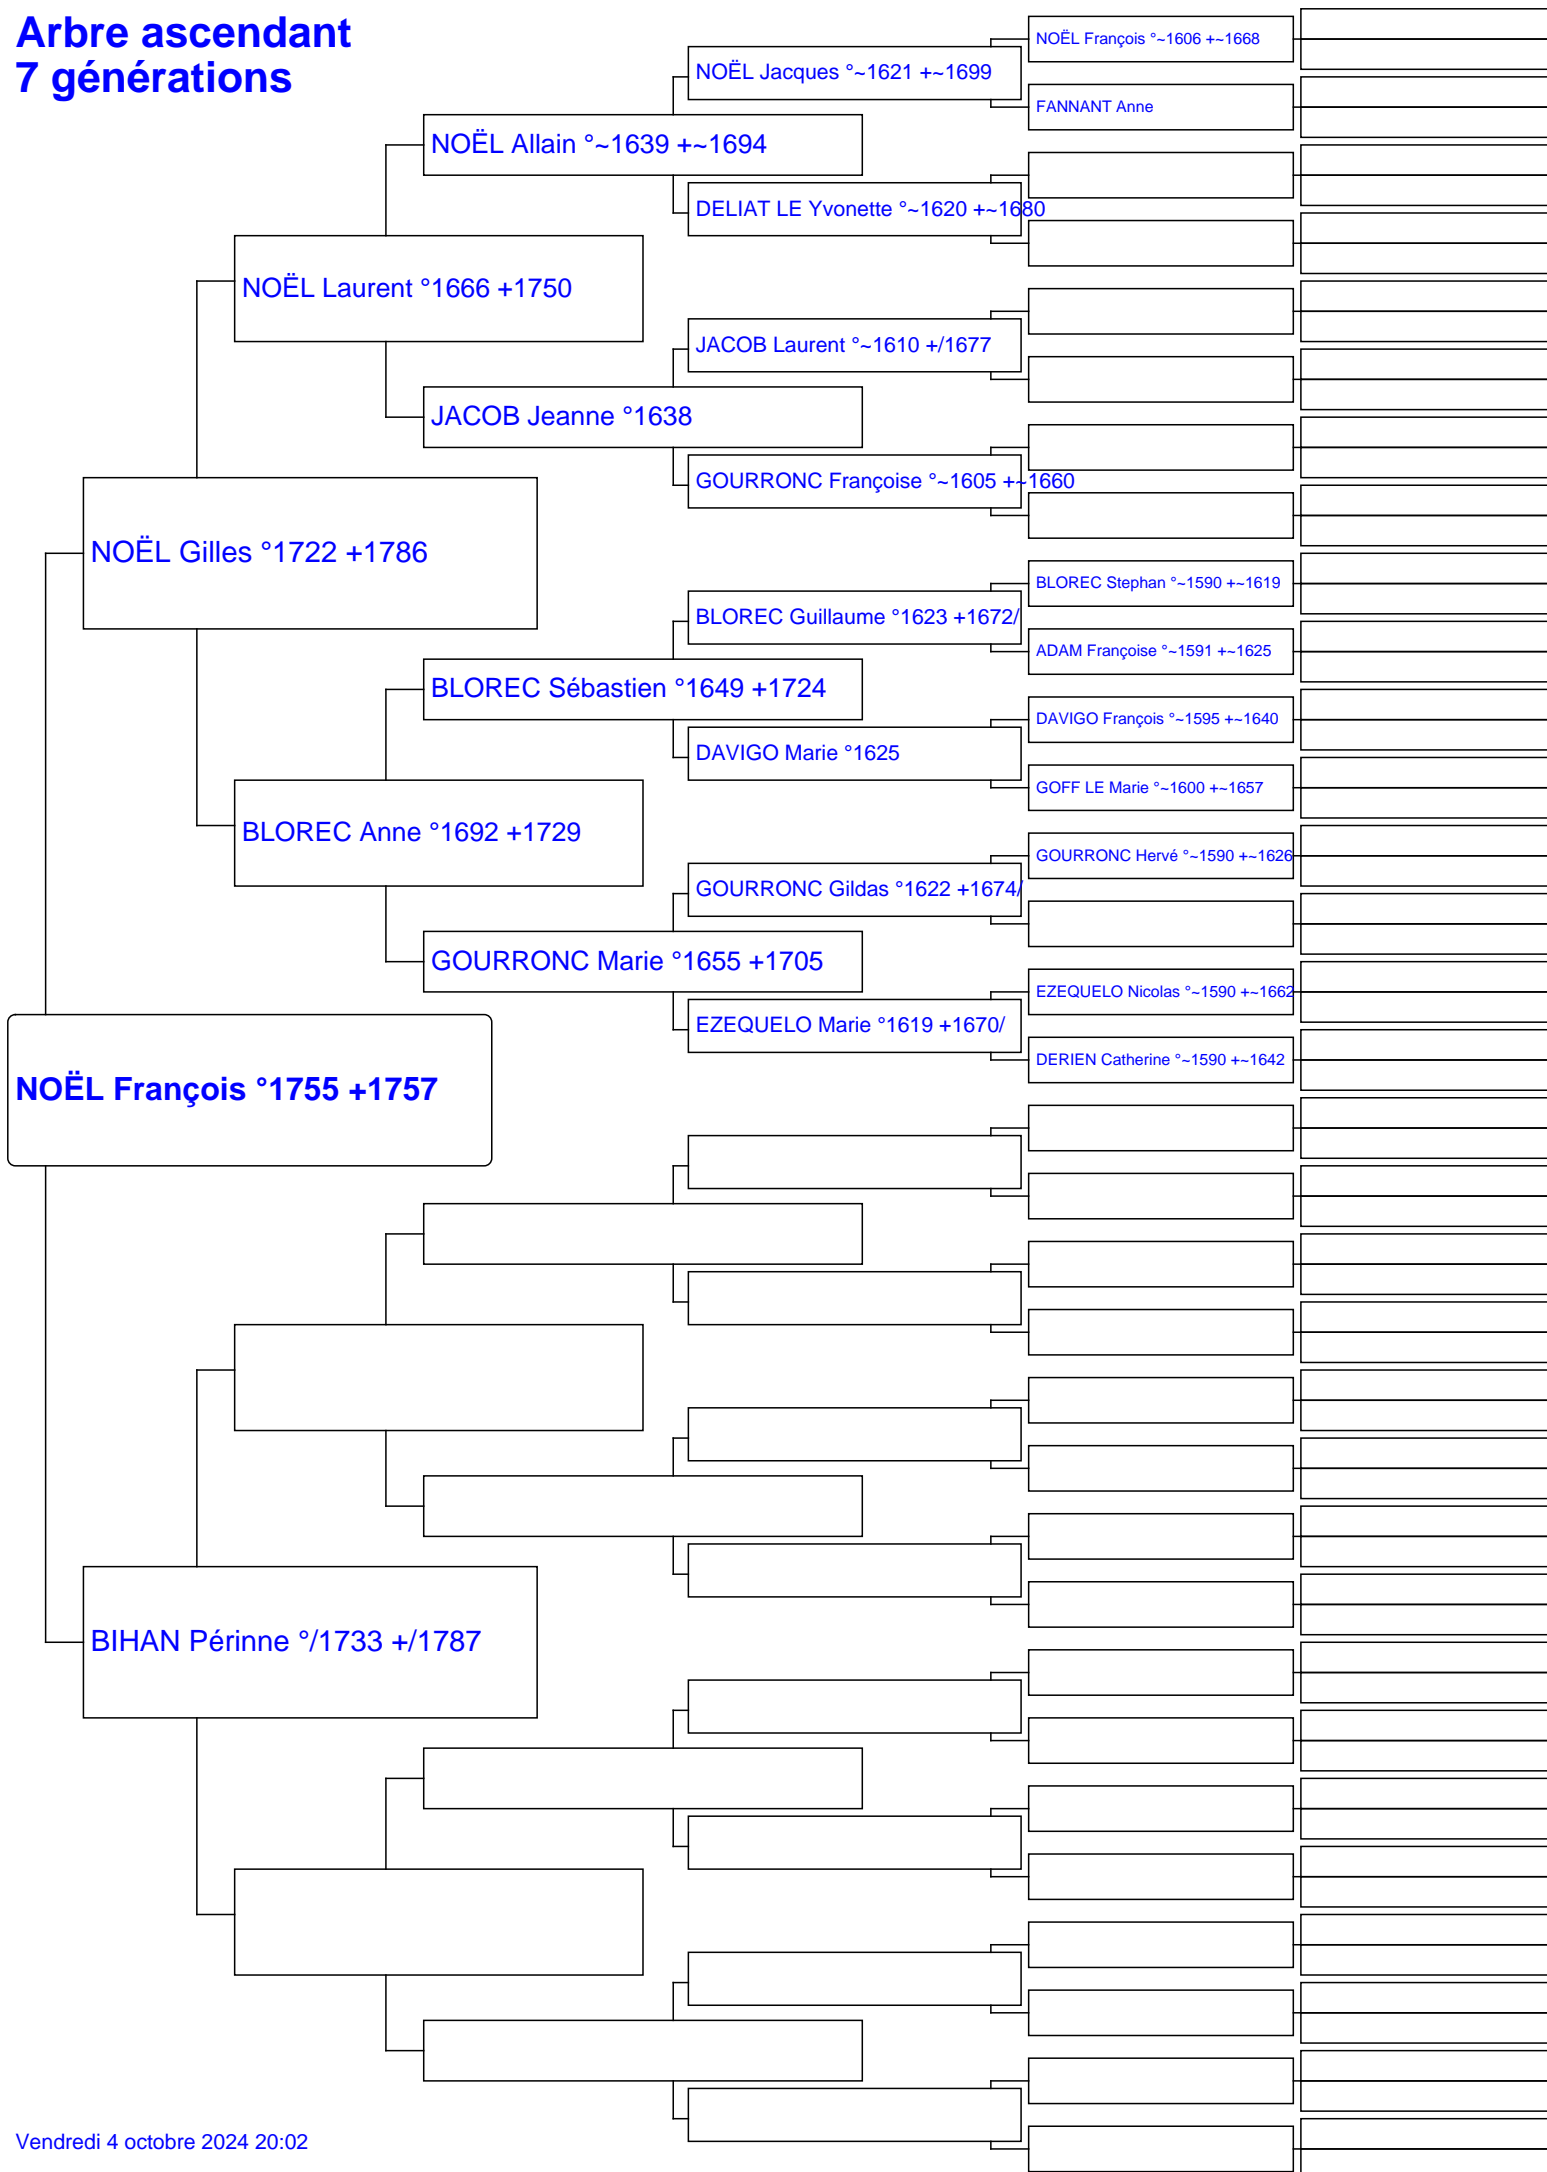 Arbre ascendant
7 générations
NOËL François °~1606 +~1668
NOËL Jacques °~1621 +~1699
FANNANT Anne
NOËL Allain °~1639 +~1694
DELIAT LE Yvonette °~1620 +~1680
NOËL Laurent °1666 +1750
JACOB Laurent °~1610 +/1677
JACOB Jeanne °1638
GOURRONC Françoise °~1605 +~1660
NOËL Gilles °1722 +1786
BLOREC Stephan °~1590 +~1619
BLOREC Guillaume °1623 +1672/
ADAM Françoise °~1591 +~1625
BLOREC Sébastien °1649 +1724
DAVIGO François °~1595 +~1640
DAVIGO Marie °1625
GOFF LE Marie °~1600 +~1657
BLOREC Anne °1692 +1729
GOURRONC Hervé °~1590 +~1626
GOURRONC Gildas °1622 +1674/
GOURRONC Marie °1655 +1705
EZEQUELO Nicolas °~1590 +~1662
EZEQUELO Marie °1619 +1670/
DERIEN Catherine °~1590 +~1642
NOËL François °1755 +1757
BIHAN Périnne °/1733 +/1787
Vendredi 4 octobre 2024 20:02